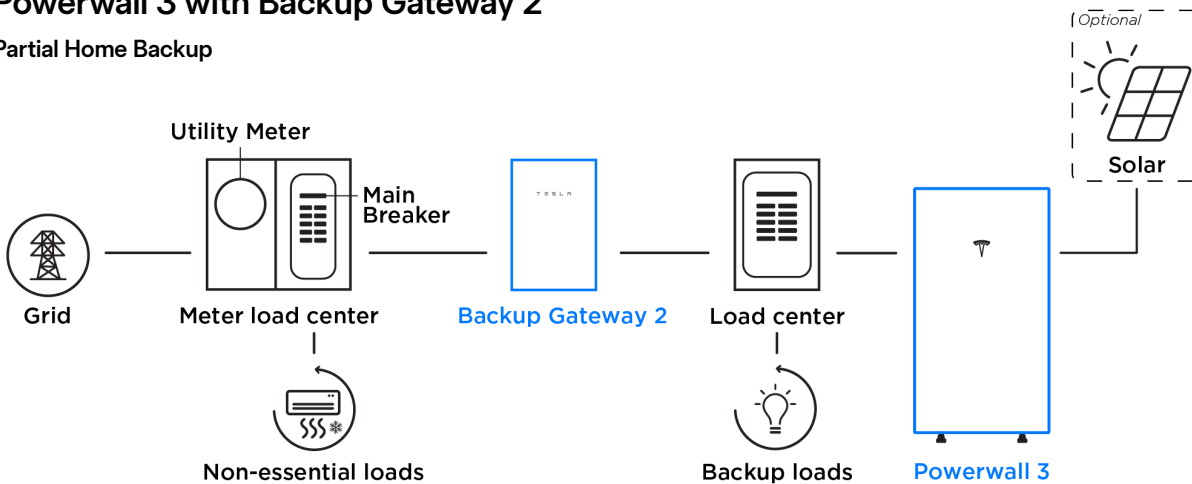 Powerwall 3 with Backup Gateway 2
Partial Home Backup
Optional
Solar
Utility Meter
Main
Breaker
TESLA
Grid
Meter load center
Backup Gateway 2
Load center
Non-essential loads
Backup loads
Powerwall 3